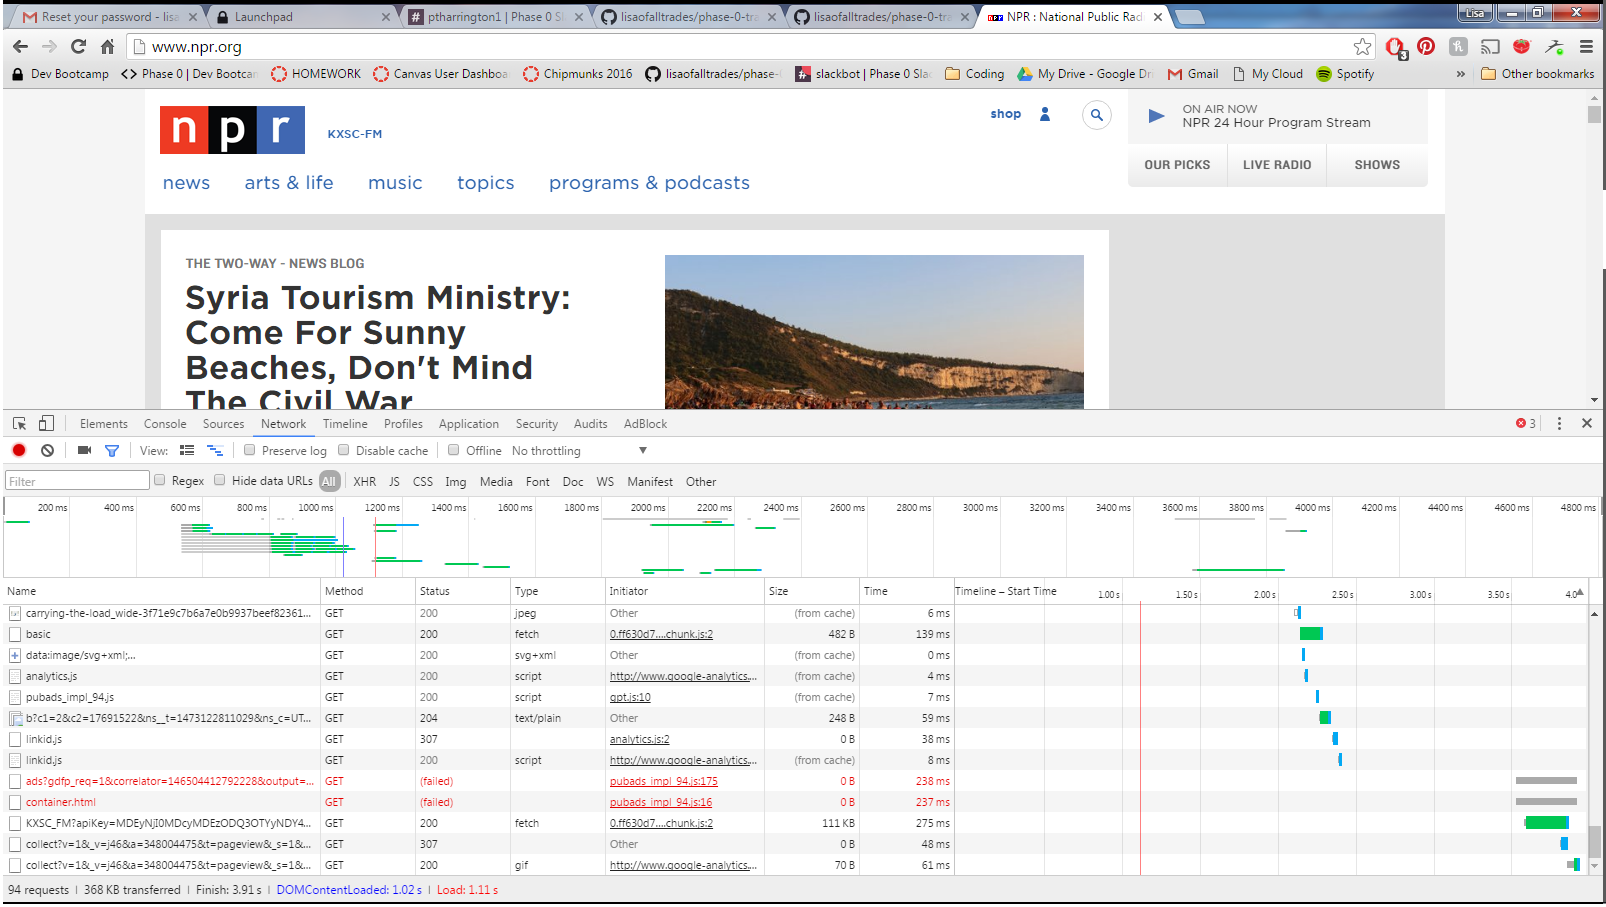 Reset your password - lisa
Launchpad
ptharrington1 | Phase 0 Sl
lisaofalltrades/phase-0-tra
lisaofalltrades/phase-0-tra
NPR : National Public Rad
Lisa
www.npr.org
3
Dev Bootcamp
<> Phase 0 | Dev Bootcam
HOMEWORK
Canvas User Dashboa
Chipmunks 2016
lisaofalltrades/phase-
slackbot | Phase 0 Sla
Coding
My Drive - Google Dri
Gmail
My Cloud
Spotify
»
Other bookmarks
npr
KXSC-FM
shop
ON AIR NOW
NPR 24 Hour Program Stream
OUR PICKS
LIVE RADIO
SHOWS
news
arts & life
music
topics
programs & podcasts
THE TWO-WAY - NEWS BLOG
Syria Tourism Ministry:
Come For Sunny
Beaches, Don't Mind
The Civil War
Elements Console Sources Network Timeline Profiles Application Security Audits AdBlock 3
View: Preserve log Disable cache Offline No throttling
Filter Regex Hide data URLs All XHR JS CSS Img Media Font Doc WS Manifest Other
200 ms 400 ms 600 ms 800 ms 1000 ms 1200 ms 1400 ms 1600 ms 1800 ms 2000 ms 2200 ms 2400 ms 2600 ms 2800 ms 3000 ms 3200 ms 3400 ms 3600 ms 3800 ms 4000 ms 4200 ms 4400 ms 4600 ms 4800 ms
Name Method Status Type Initiator Size Time Timeline – Start Time 1.00 s 1.50 s 2.00 s 2.50 s 3.00 s 3.50 s 4.0
carrying-the-load_wide-3f71e9c7b6a7e0b9937beef82361... GET 200 jpeg Other (from cache) 6 ms
basic GET 200 fetch 0.ff630d7....chunk.js:2 482 B 139 ms
data:image/svg+xml;... GET 200 svg+xml Other (from cache) 0 ms
analytics.js GET 200 script http://www.google-analytics.... (from cache) 4 ms
pubads_impl_94.js GET 200 script gpt.js:10 (from cache) 7 ms
b?c1=2&c2=17691522&ns__t=1473122811029&ns_c=UT... GET 204 text/plain Other 248 B 59 ms
linkid.js GET 307 analytics.js:2 0 B 38 ms
linkid.js GET 200 script http://www.google-analytics.... (from cache) 8 ms
ads?gdfp_req=1&correlator=146504412792228&output=... GET (failed) pubads_impl_94.js:175 0 B 238 ms
container.html GET (failed) pubads_impl_94.js:16 0 B 237 ms
KXSC_FM?apiKey=MDEyNjI0MDcyMDEzODQ3OTYyNDY4... GET 200 fetch 0.ff630d7....chunk.js:2 111 KB 275 ms
collect?v=1&_v=j46&a=348004475&t=pageview&_s=1&... GET 307 Other 0 B 48 ms
collect?v=1&_v=j46&a=348004475&t=pageview&_s=1&... GET 200 gif http://www.google-analytics.... 70 B 61 ms
94 requests | 368 KB transferred | Finish: 3.91 s | DOMContentLoaded: 1.02 s | Load: 1.11 s